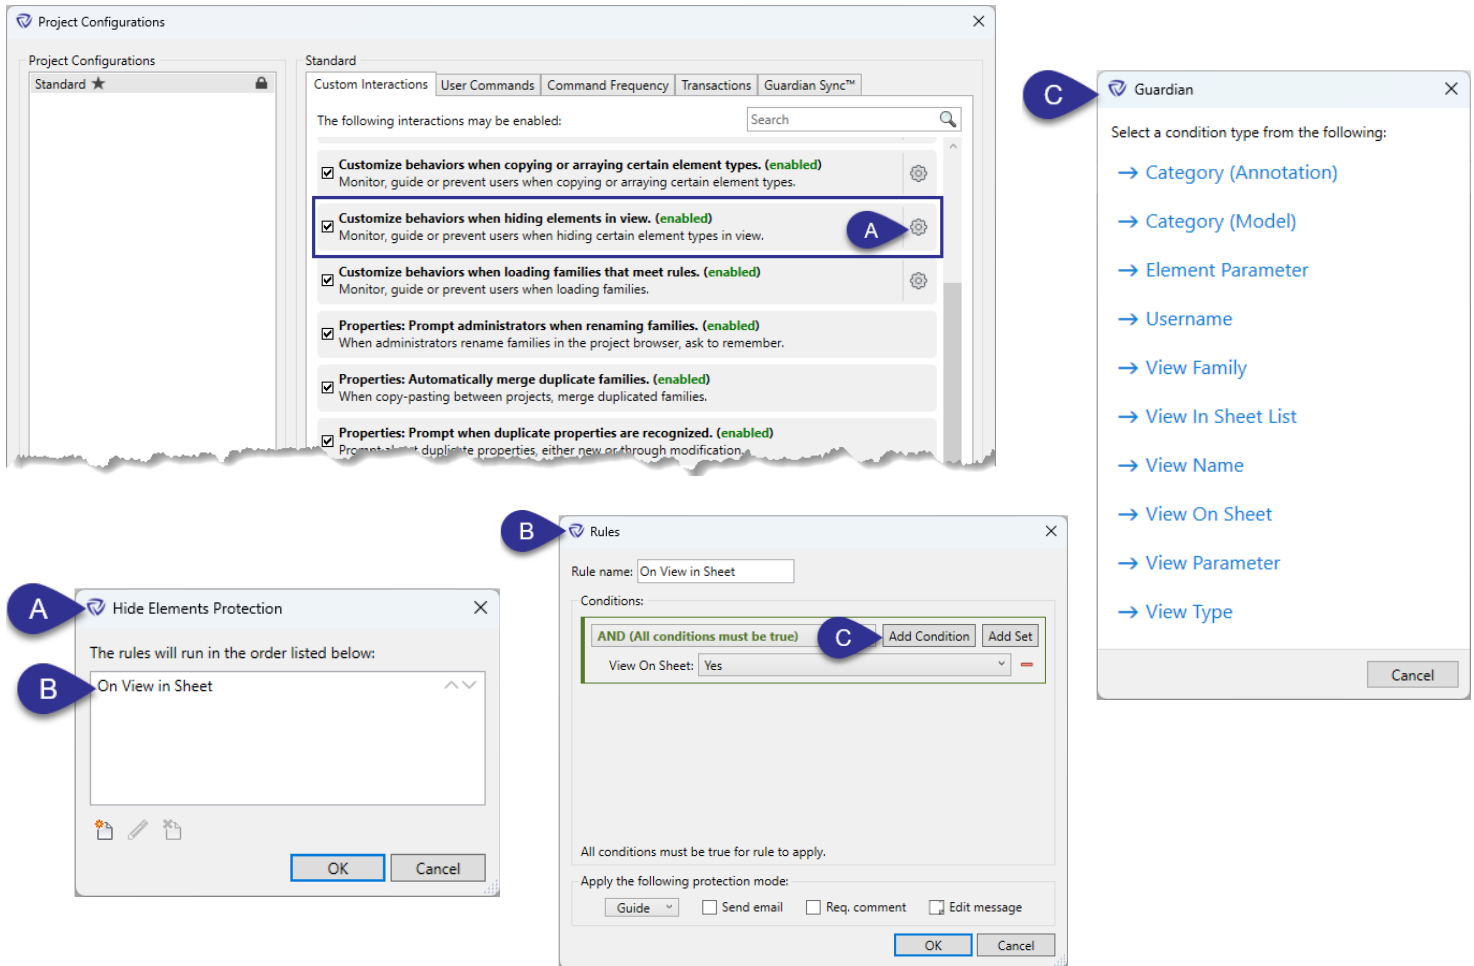 Project Configurations
Project Configurations
Standard ★
Standard
Custom Interactions User Commands Command Frequency Transactions Guardian Sync™
The following interactions may be enabled:
Search
Customize behaviors when copying or arraying certain element types. (enabled)
Monitor, guide or prevent users when copying or arraying certain element types.
Customize behaviors when hiding elements in view. (enabled)
Monitor, guide or prevent users when hiding certain element types in view.
A
Customize behaviors when loading families that meet rules. (enabled)
Monitor, guide or prevent users when loading families.
Properties: Prompt administrators when renaming families. (enabled)
When administrators rename families in the project browser, ask to remember.
Properties: Automatically merge duplicate families. (enabled)
When copy-pasting between projects, merge duplicated families.
Properties: Prompt when duplicate properties are recognized. (enabled)
duplicate properties, either new or through modification.
C
Guardian
Select a condition type from the following:
→ Category (Annotation)
→ Category (Model)
→ Element Parameter
→ Username
→ View Family
→ View In Sheet List
→ View Name
→ View On Sheet
→ View Parameter
→ View Type
Cancel
A
Hide Elements Protection
The rules will run in the order listed below:
B
On View in Sheet
OK Cancel
B
Rules
Rule name: On View in Sheet
Conditions:
AND (All conditions must be true)
C
Add Condition Add Set
View On Sheet: Yes
All conditions must be true for rule to apply.
Apply the following protection mode:
Guide Send email Req. comment Edit message
OK Cancel